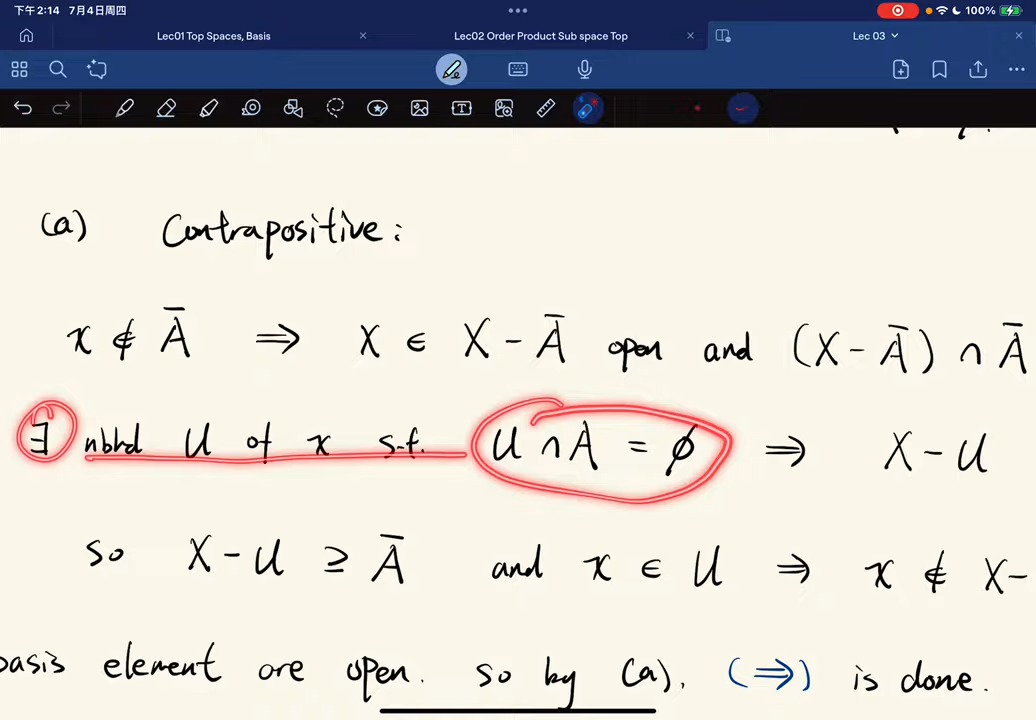 下午2:14 7月4日周四
100%
Lec01 Top Spaces, Basis
Lec02 Order Product Sub space Top
Lec 03
(a) Contrapositive:
x ∉ Ā ⇒ X ∈ X - Ā open and (X - Ā) ∩ Ā
∃ nbhd U of x s.t. U ∩ A = ∅ ⇒ X - U
so X - U ≥ Ā and x ∈ U ⇒ x ∉ X -
basis element are open. so by (a), (⇒) is done.